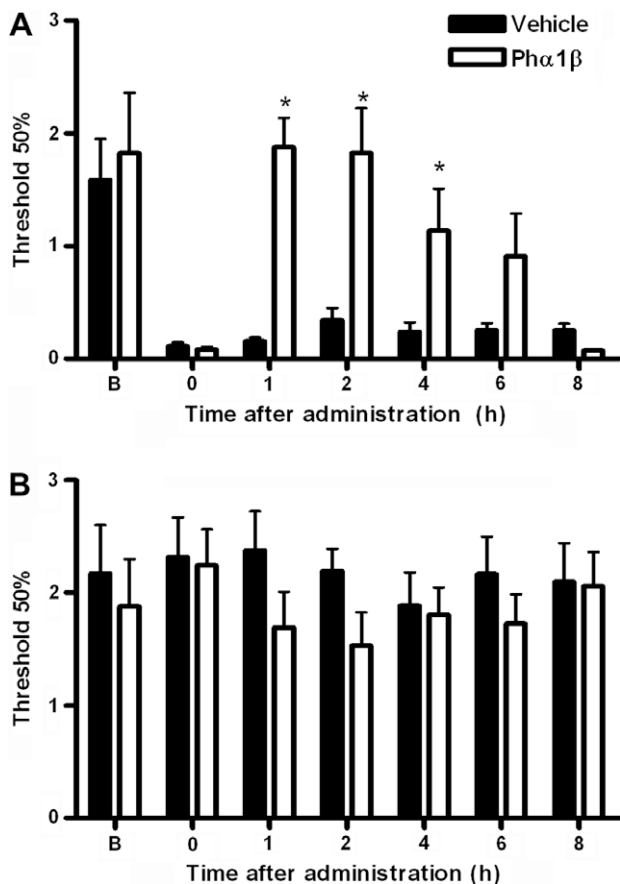 A
Vehicle
Phα1β
Threshold 50%
3
2
1
0
* * *
B 0 1 2 4 6 8
Time after administration (h)
B
Threshold 50%
3
2
1
0
B 0 1 2 4 6 8
Time after administration (h)